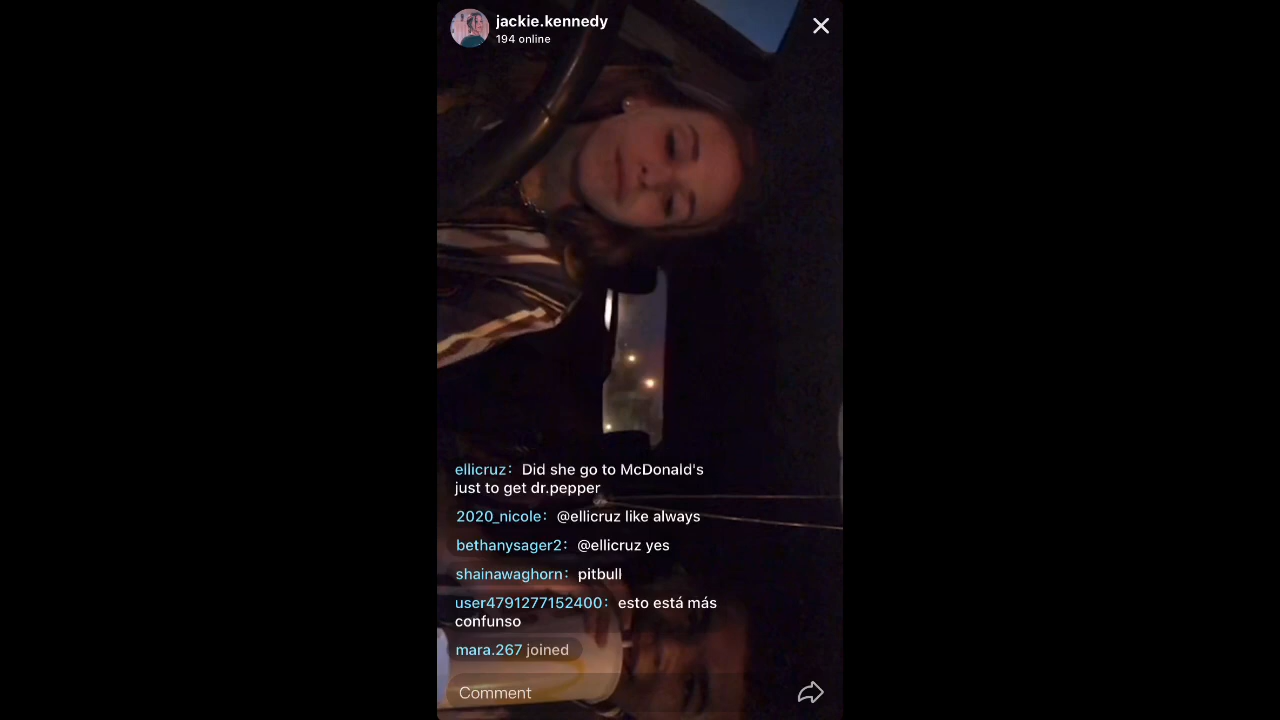 jackie.kennedy
194 online
ellicruz: Did she go to McDonald's
just to get dr.pepper
2020_nicole: @ellicruz like always
bethanysager2: @ellicruz yes
shainawaghorn: pitbull
user4791277152400: esto está más
confunso
mara.267 joined
Comment